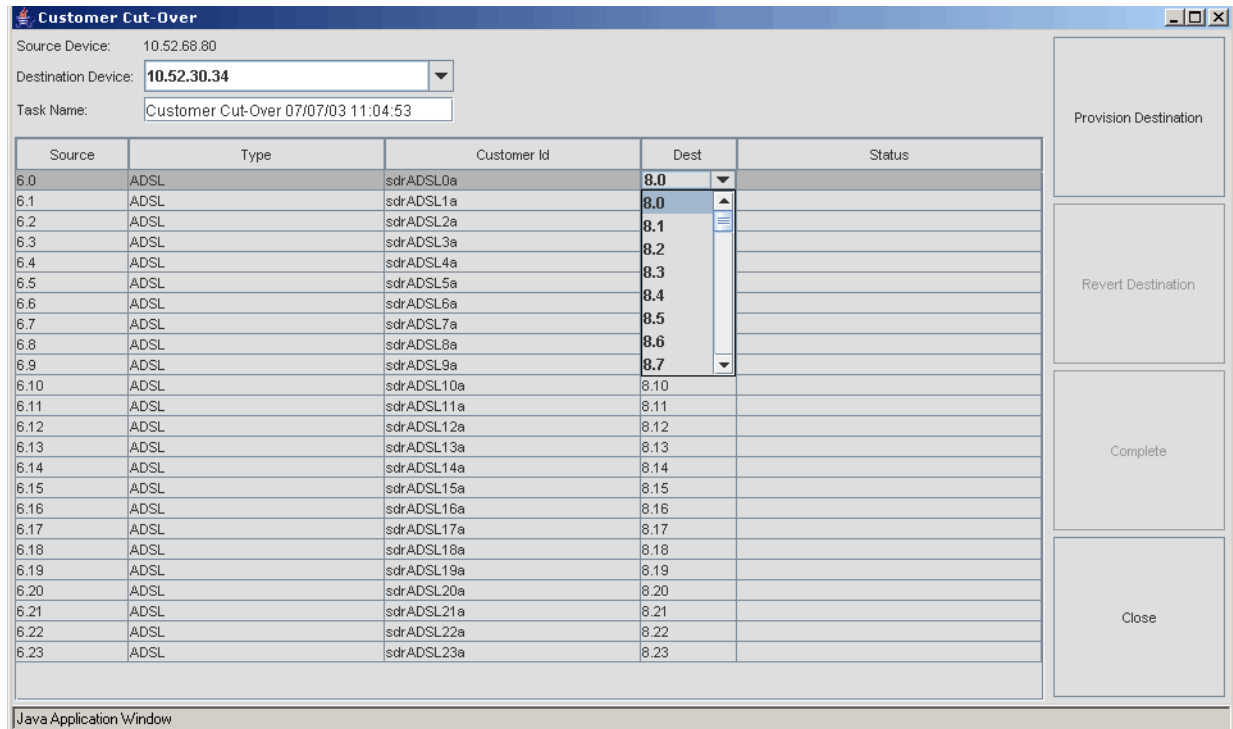 Customer Cut-Over
Source Device: 10.52.68.80
Destination Device: 10.52.30.34
Task Name: Customer Cut-Over 07/07/03 11:04:53
Source Type Customer Id Dest Status
6.0 ADSL sdrADSL0a 8.0
6.1 ADSL sdrADSL1a 8.0
6.2 ADSL sdrADSL2a 8.1
6.3 ADSL sdrADSL3a 8.2
6.4 ADSL sdrADSL4a 8.3
6.5 ADSL sdrADSL5a 8.4
6.6 ADSL sdrADSL6a 8.5
6.7 ADSL sdrADSL7a 8.6
6.8 ADSL sdrADSL8a 8.7
6.9 ADSL sdrADSL9a
6.10 ADSL sdrADSL10a 8.10
6.11 ADSL sdrADSL11a 8.11
6.12 ADSL sdrADSL12a 8.12
6.13 ADSL sdrADSL13a 8.13
6.14 ADSL sdrADSL14a 8.14
6.15 ADSL sdrADSL15a 8.15
6.16 ADSL sdrADSL16a 8.16
6.17 ADSL sdrADSL17a 8.17
6.18 ADSL sdrADSL18a 8.18
6.19 ADSL sdrADSL19a 8.19
6.20 ADSL sdrADSL20a 8.20
6.21 ADSL sdrADSL21a 8.21
6.22 ADSL sdrADSL22a 8.22
6.23 ADSL sdrADSL23a 8.23
Provision Destination
Revert Destination
Complete
Close
Java Application Window